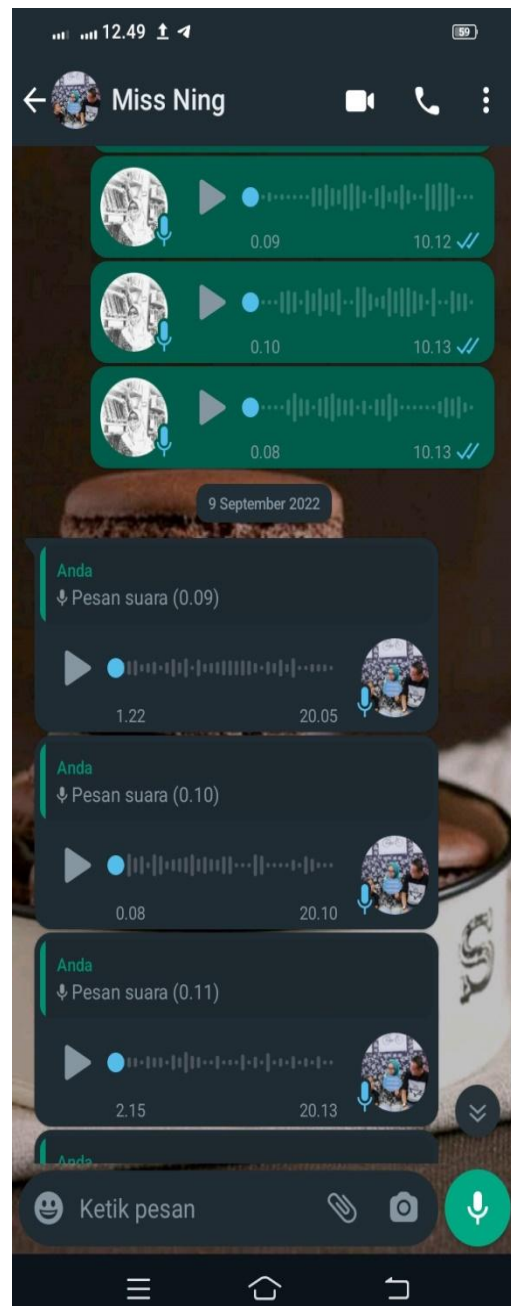 12.49
59
Miss Ning
0.09 10.12
0.10 10.13
0.08 10.13
9 September 2022
Anda
Pesan suara (0.09)
1.22 20.05
Anda
Pesan suara (0.10)
0.08 20.10
Anda
Pesan suara (0.11)
2.15 20.13
Anda
S
Ketik pesan